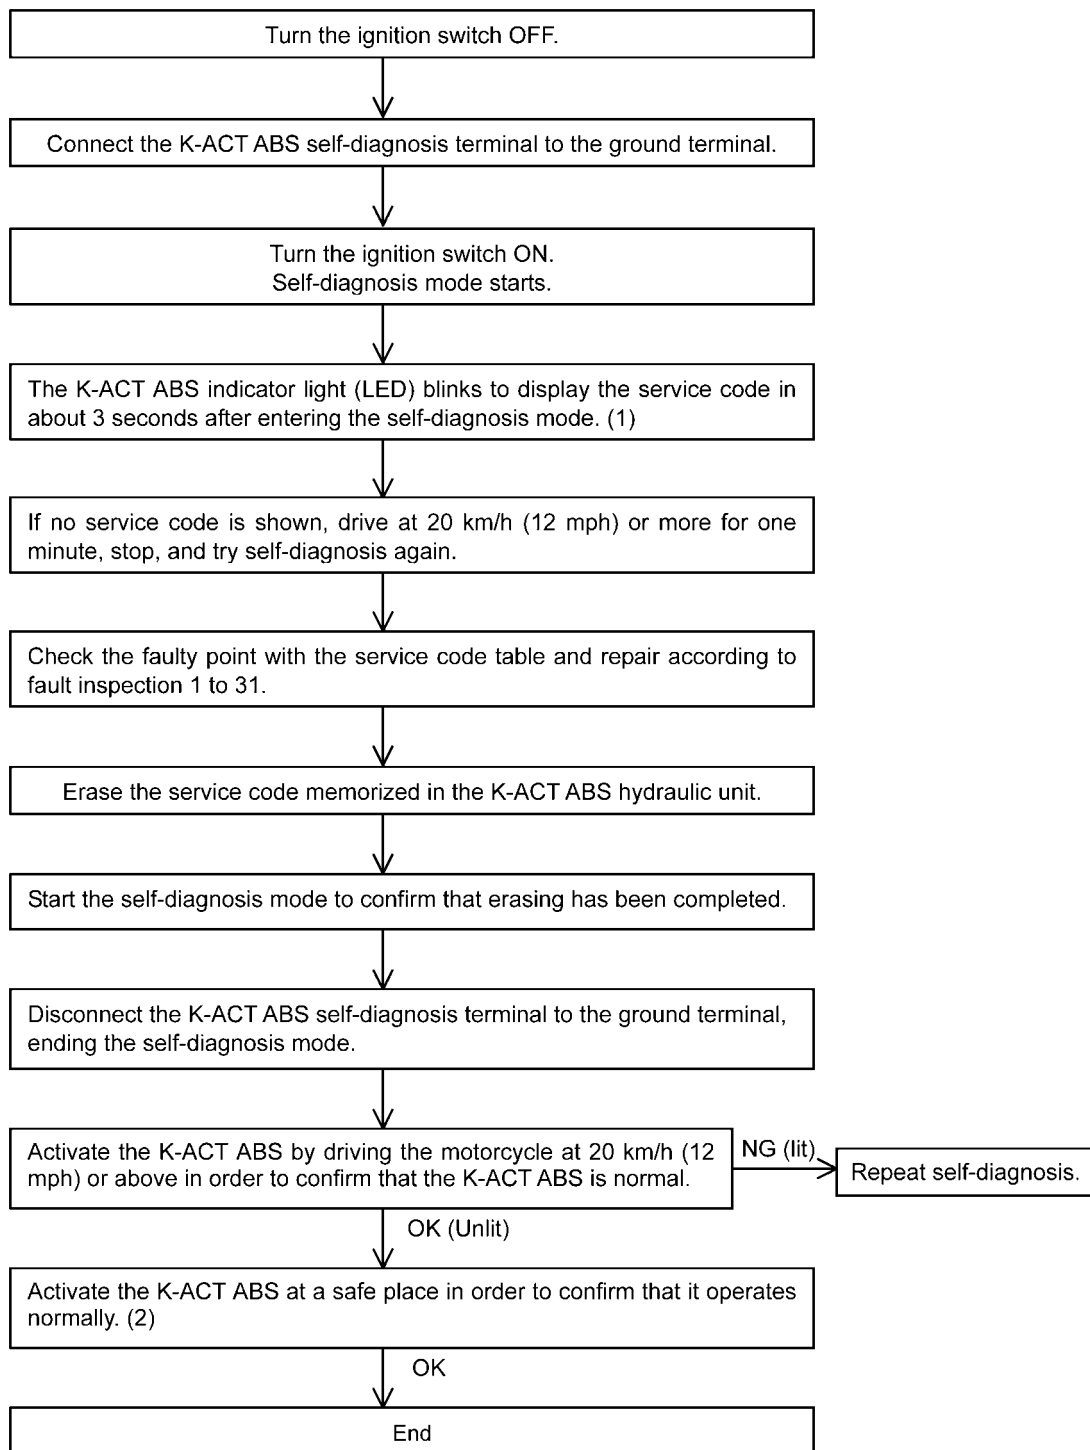 Turn the ignition switch OFF.
Connect the K-ACT ABS self-diagnosis terminal to the ground terminal.
Turn the ignition switch ON.
Self-diagnosis mode starts.
The K-ACT ABS indicator light (LED) blinks to display the service code in
about 3 seconds after entering the self-diagnosis mode. (1)
If no service code is shown, drive at 20 km/h (12 mph) or more for one
minute, stop, and try self-diagnosis again.
Check the faulty point with the service code table and repair according to
fault inspection 1 to 31.
Erase the service code memorized in the K-ACT ABS hydraulic unit.
Start the self-diagnosis mode to confirm that erasing has been completed.
Disconnect the K-ACT ABS self-diagnosis terminal to the ground terminal,
ending the self-diagnosis mode.
Activate the K-ACT ABS by driving the motorcycle at 20 km/h (12
mph) or above in order to confirm that the K-ACT ABS is normal.
NG (lit)
Repeat self-diagnosis.
OK (Unlit)
Activate the K-ACT ABS at a safe place in order to confirm that it operates
normally. (2)
OK
End